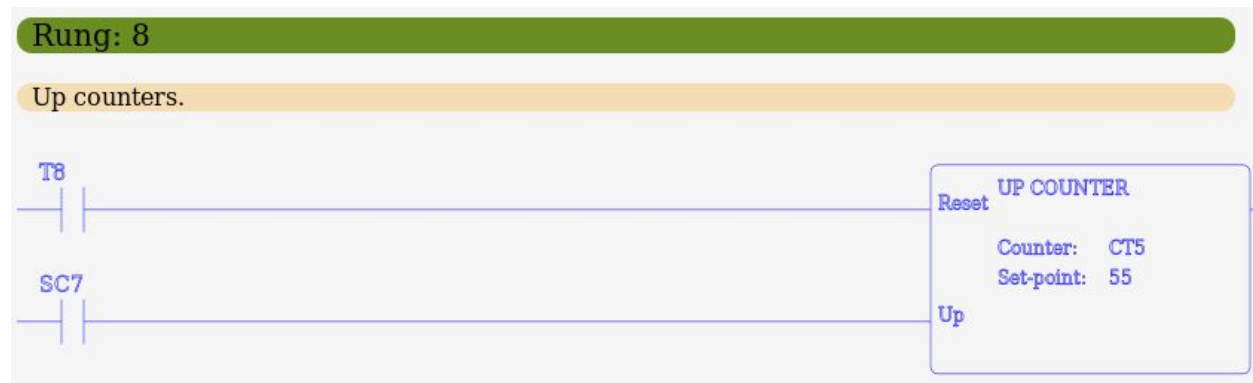 Rung: 8
Up counters.
T8
UP COUNTER
Reset
Counter: CT5
SC7
Set-point: 55
Up